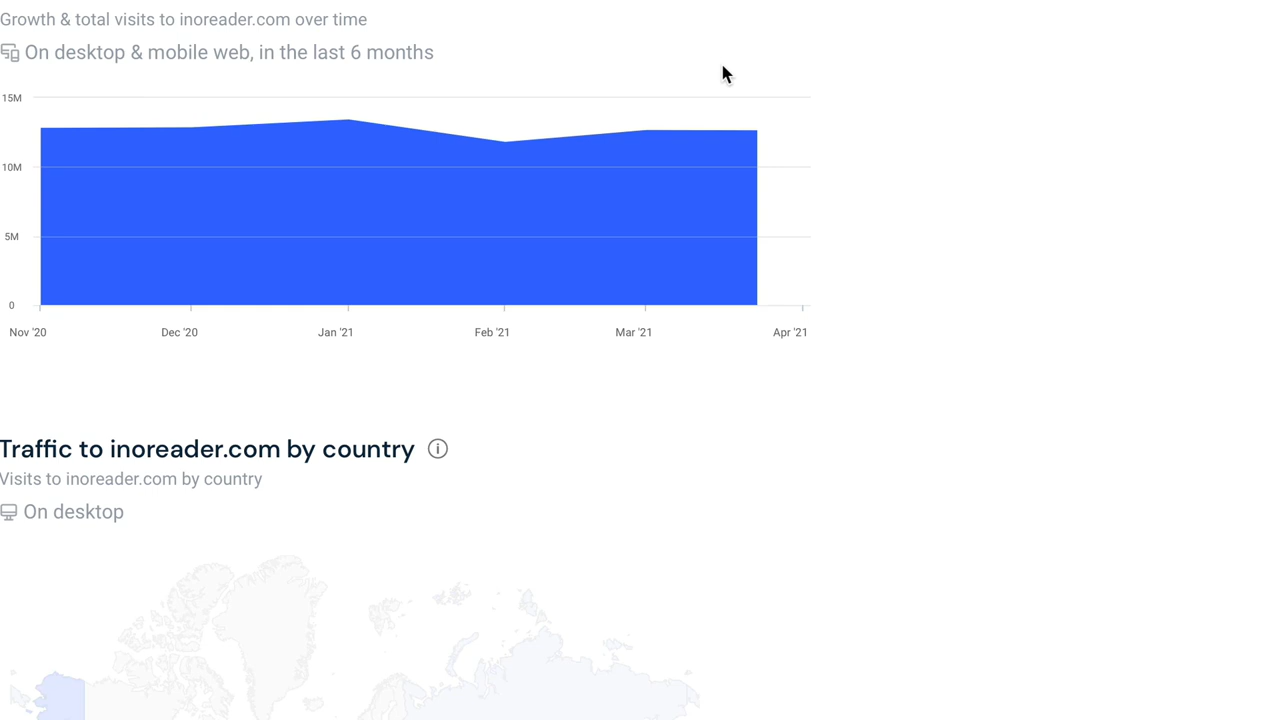 Growth & total visits to inoreader.com over time
On desktop & mobile web, in the last 6 months
15M
10M
5M
0
Nov '20 Dec '20 Jan '21 Feb '21 Mar '21 Apr '21
Traffic to inoreader.com by country
Visits to inoreader.com by country
On desktop